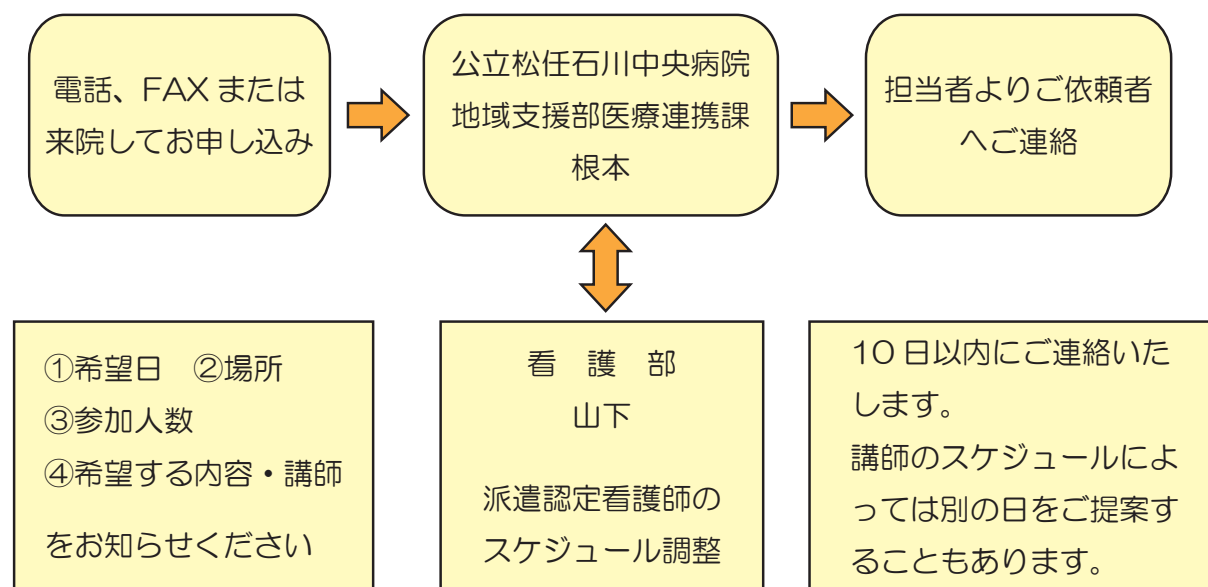 電話、FAX または
来院してお申し込み
公立松任石川中央病院
地域支援部医療連携課
根本
担当者よりご依頼者
へご連絡
①希望日　②場所
③参加人数
④希望する内容・講師
をお知らせください
看　護　部
山下
派遣認定看護師の
スケジュール調整
10 日以内にご連絡いた
します。
講師のスケジュールによ
っては別の日をご提案す
ることもあります。